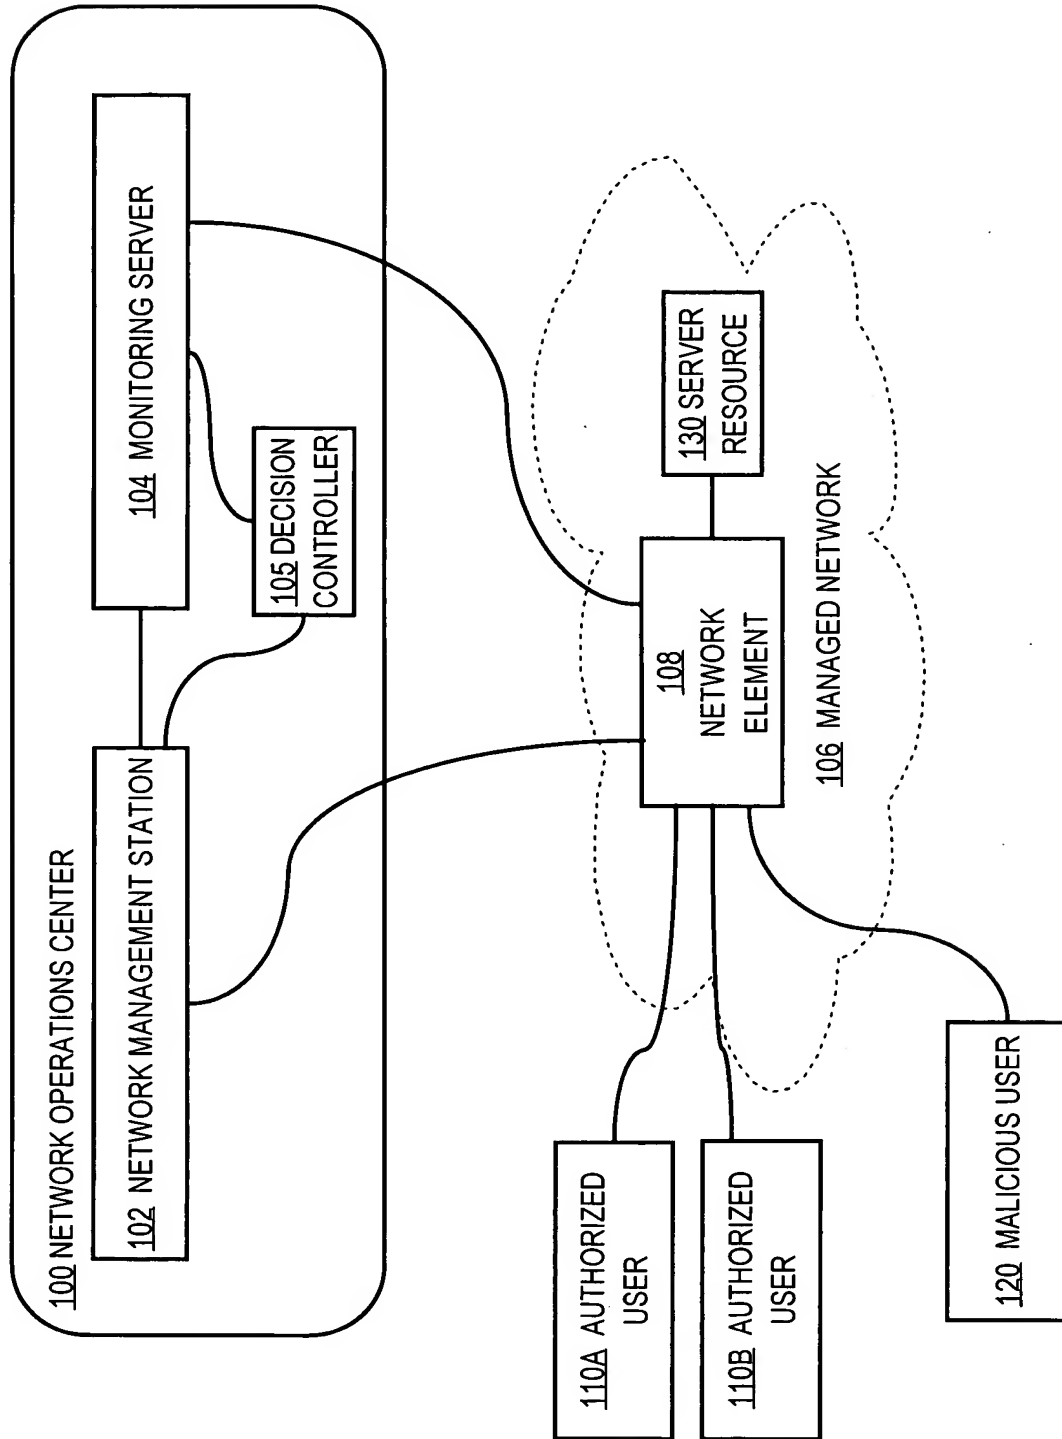 100 NETWORK OPERATIONS CENTER
102 NETWORK MANAGEMENT STATION
104 MONITORING SERVER
105 DECISION
CONTROLLER
108
NETWORK
ELEMENT
130 SERVER
RESOURCE
106 MANAGED NETWORK
110A AUTHORIZED
USER
110B AUTHORIZED
USER
120 MALICIOUS USER